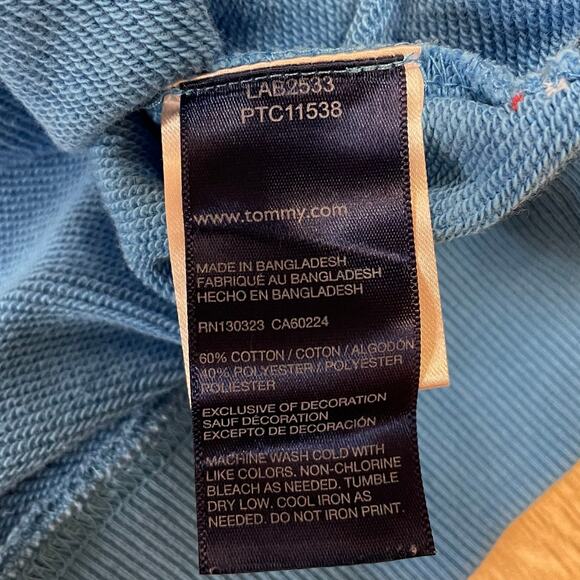 LAB2533
PTC11538
www.tommy.com
MADE IN BANGLADESH
FABRIQUÉ AU BANGLADESH
HECHO EN BANGLADESH
RN130323 CA60224
60% COTTON / COTON / ALGODÓN
40% POLYESTER / POLYESTER
POLIÉSTER
EXCLUSIVE OF DECORATION
SAUF DÉCORATION
EXCEPTO DE DECORACIÓN
MACHINE WASH COLD WITH
LIKE COLORS. NON-CHLORINE
BLEACH AS NEEDED. TUMBLE
DRY LOW. COOL IRON AS
NEEDED. DO NOT IRON PRINT.